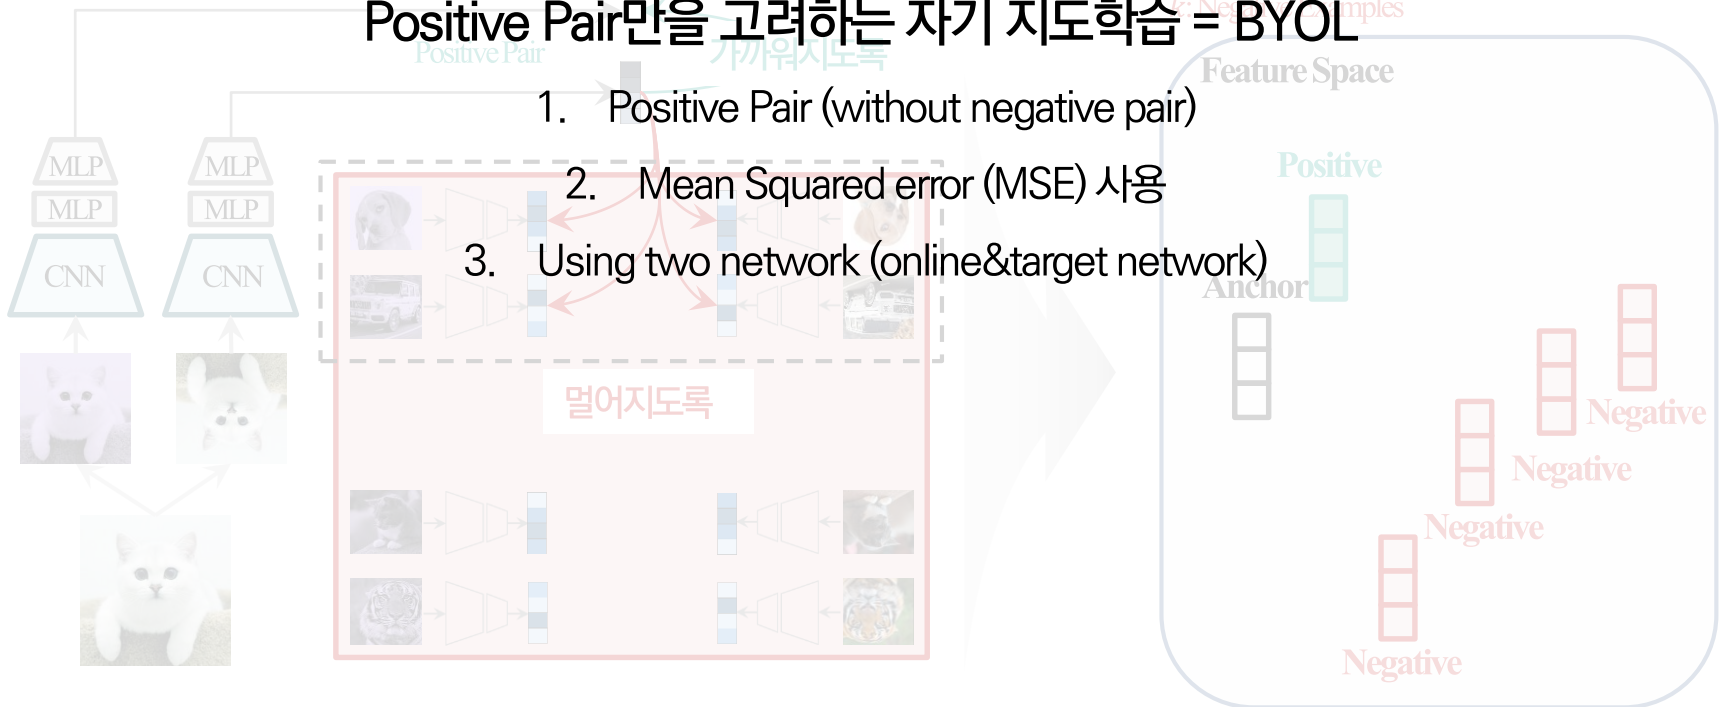 Positive Pair만을 고려하는 자기 지도학습 = BYOL
k: Negative Examples
Positive Pair
가까워지도록
Feature Space
1. Positive Pair (without negative pair)
MLP
MLP
Positive
2. Mean Squared error (MSE) 사용
MLP
MLP
3. Using two network (online&target network)
CNN
CNN
Anchor
멀어지도록
Negative
Negative
Negative
Negative